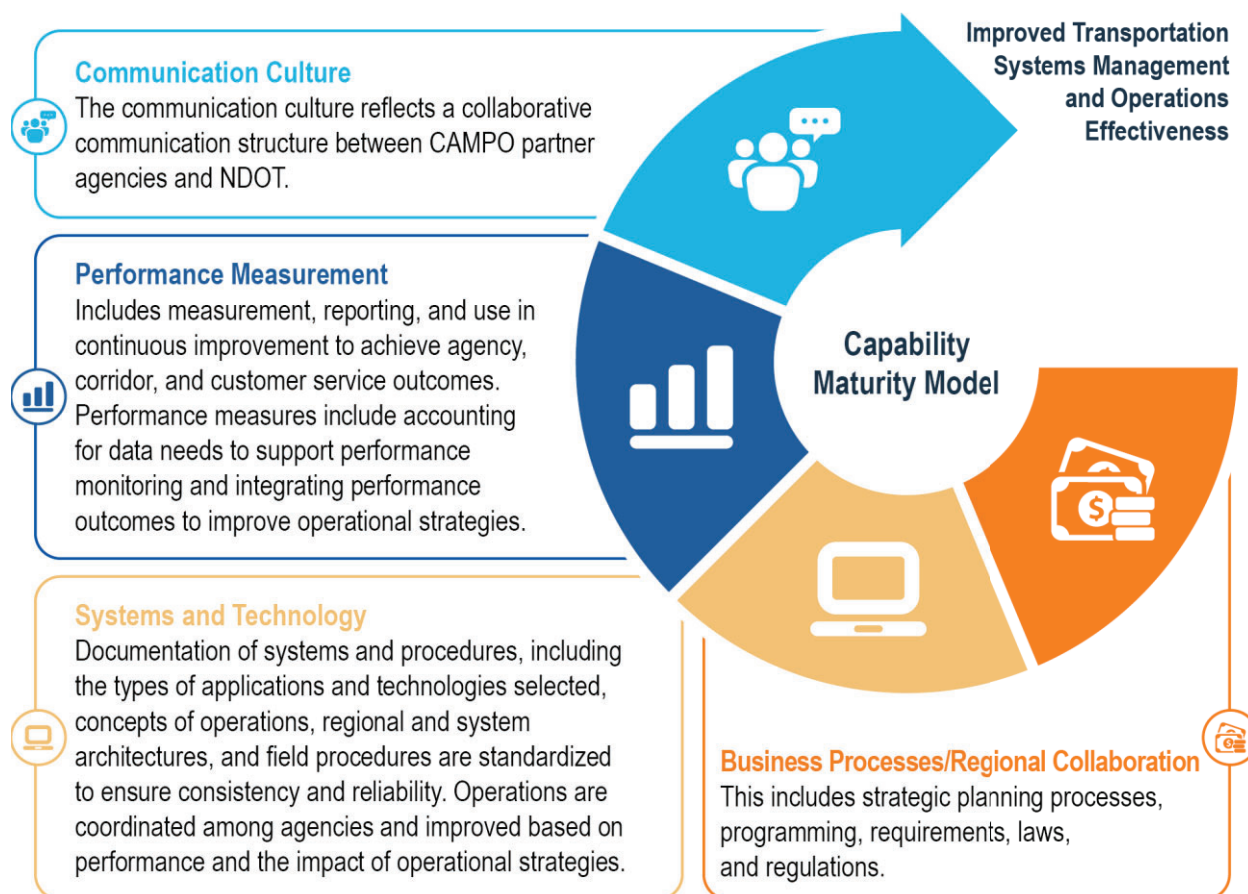 Communication Culture
The communication culture reflects a collaborative
communication structure between CAMPO partner
agencies and NDOT.
Improved Transportation
Systems Management
and Operations
Effectiveness
Performance Measurement
Includes measurement, reporting, and use in
continuous improvement to achieve agency,
corridor, and customer service outcomes.
Performance measures include accounting
for data needs to support performance
monitoring and integrating performance
outcomes to improve operational strategies.
Capability
Maturity Model
Systems and Technology
Documentation of systems and procedures, including
the types of applications and technologies selected,
concepts of operations, regional and system
architectures, and field procedures are standardized
to ensure consistency and reliability. Operations are
coordinated among agencies and improved based on
performance and the impact of operational strategies.
Business Processes/Regional Collaboration
This includes strategic planning processes,
programming, requirements, laws,
and regulations.